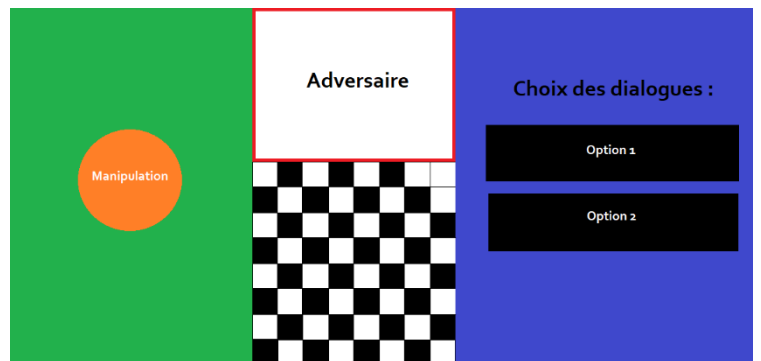 Manipulation
Adversaire
Choix des dialogues :
Option 1
Option 2